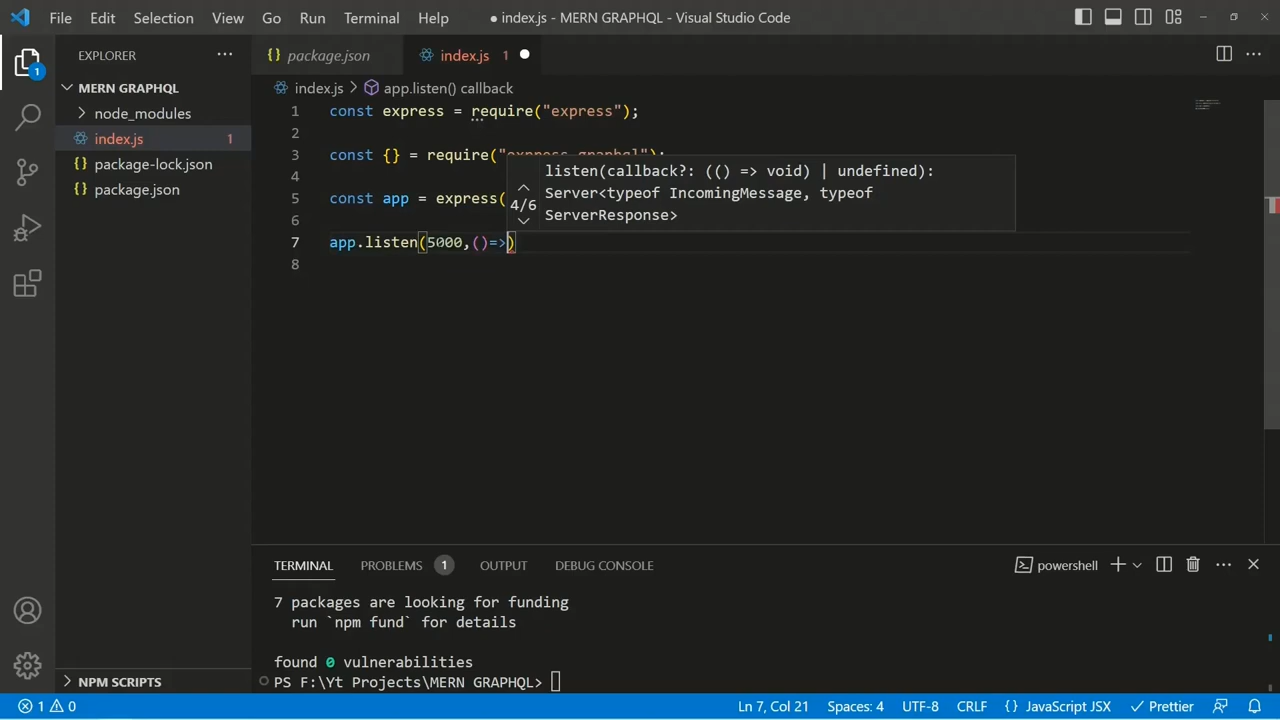 File Edit Selection View Go Run Terminal Help ● index.js - MERN GRAPHQL - Visual Studio Code
EXPLORER ···
package.json index.js 1
1
MERN GRAPHQL
node_modules
index.js 1
package-lock.json
package.json
index.js > app.listen() callback
1 const express = require("express");
2
3 const {} = require("express-graphql");
4
5 const app = express(
6
7 app.listen(5000,()=>)
8
listen(callback?: (() => void) | undefined):
4/6 Server<typeof IncomingMessage, typeof
ServerResponse>
TERMINAL PROBLEMS 1 OUTPUT DEBUG CONSOLE powershell
7 packages are looking for funding
run `npm fund` for details
found 0 vulnerabilities
PS F:\Yt Projects\MERN GRAPHQL>
NPM SCRIPTS
1 0 Ln 7, Col 21 Spaces: 4 UTF-8 CRLF {} JavaScript JSX Prettier